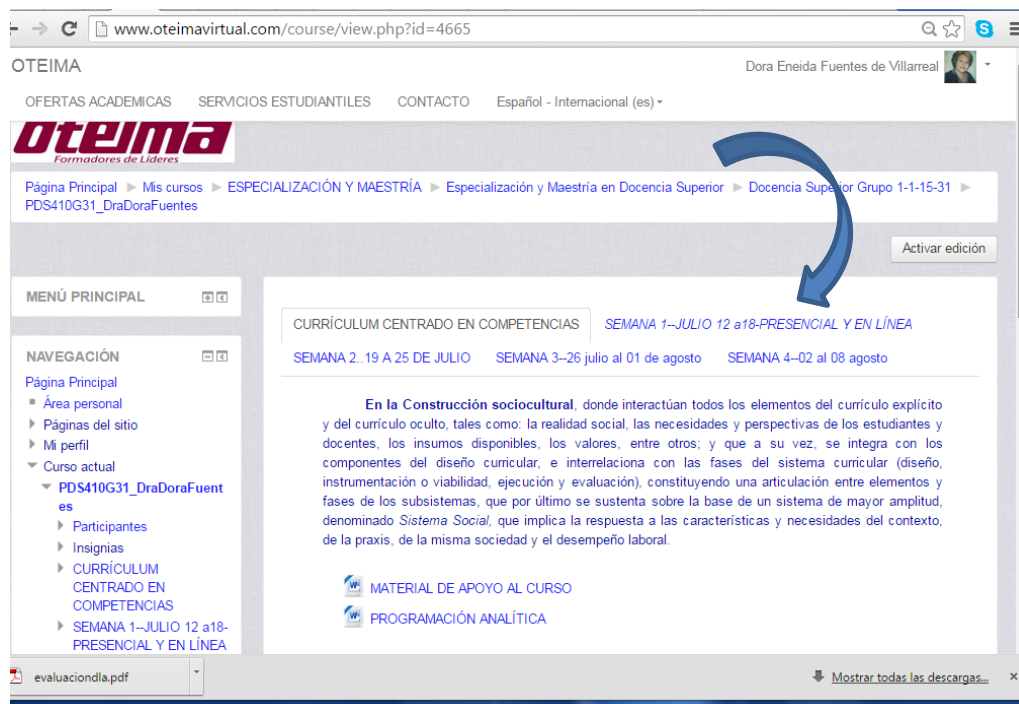 www.oteimavirtual.com/course/view.php?id=4665
OTEIMA
Dora Eneida Fuentes de Villarreal
OFERTAS ACADEMICAS SERVICIOS ESTUDIANTILES CONTACTO Español - Internacional (es)
oteima
Formadores de Líderes
Página Principal Mis cursos ESPECIALIZACIÓN Y MAESTRÍA Especialización y Maestría en Docencia Superior Docencia Superior Grupo 1-1-15-31
PDS410G31_DraDoraFuentes
Activar edición
MENÚ PRINCIPAL
NAVEGACIÓN
Página Principal
Área personal
Páginas del sitio
Mi perfil
Curso actual
PDS410G31_DraDoraFuent
es
Participantes
Insignias
CURRÍCULUM
CENTRADO EN
COMPETENCIAS
SEMANA 1--JULIO 12 a18-
PRESENCIAL Y EN LÍNEA
CURRÍCULUM CENTRADO EN COMPETENCIAS SEMANA 1--JULIO 12 a18-PRESENCIAL Y EN LÍNEA
SEMANA 2..19 A 25 DE JULIO SEMANA 3--26 julio al 01 de agosto SEMANA 4--02 al 08 agosto
En la Construcción sociocultural, donde interactúan todos los elementos del currículo explícito
y del currículo oculto, tales como: la realidad social, las necesidades y perspectivas de los estudiantes y
docentes, los insumos disponibles, los valores, entre otros; y que a su vez, se integra con los
componentes del diseño curricular, e interrelaciona con las fases del sistema curricular (diseño,
instrumentación o viabilidad, ejecución y evaluación), constituyendo una articulación entre elementos y
fases de los subsistemas, que por último se sustenta sobre la base de un sistema de mayor amplitud,
denominado Sistema Social, que implica la respuesta a las características y necesidades del contexto,
de la praxis, de la misma sociedad y el desempeño laboral.
MATERIAL DE APOYO AL CURSO
PROGRAMACIÓN ANALÍTICA
evaluaciondla.pdf
Mostrar todas las descargas...